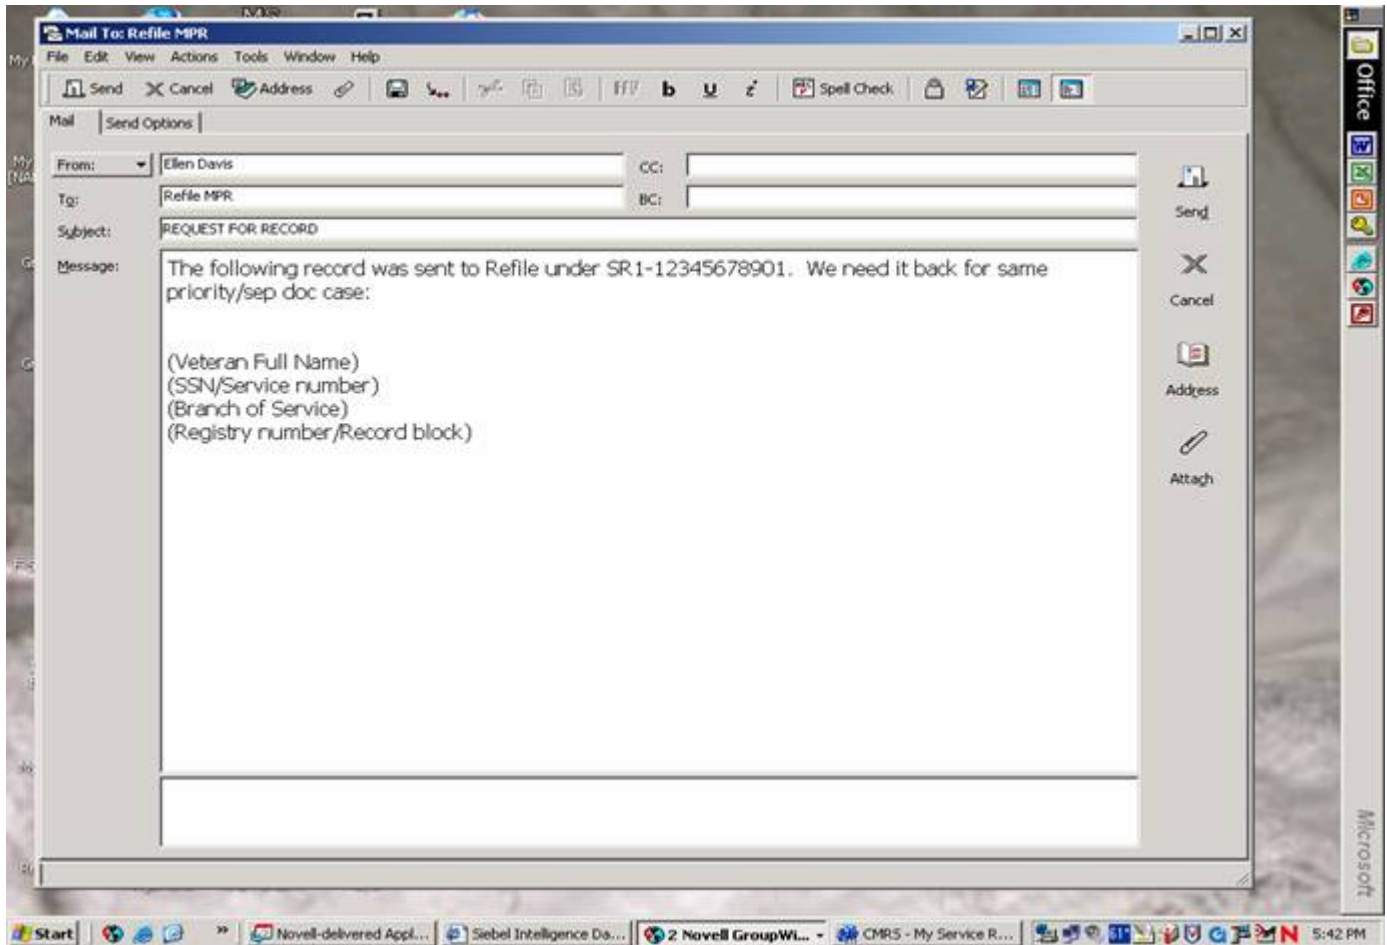 Mail To: Refile MPR
File Edit View Actions Tools Window Help
Send Cancel Address b u i Spell Check
Mail Send Options
From: Ellen Davis CC:
To: Refile MPR BC:
Subject: REQUEST FOR RECORD
Message: The following record was sent to Refile under SR1-12345678901. We need it back for same
priority/sep doc case:
(Veteran Full Name)
(SSN/Service number)
(Branch of Service)
(Registry number/Record block)
Send
Cancel
Address
Attach
Office
Microsoft
Start Novell-delivered Appl... Siebel Intelligence Da... 2 Novell GroupWi... CMRS - My Service R... 5:42 PM